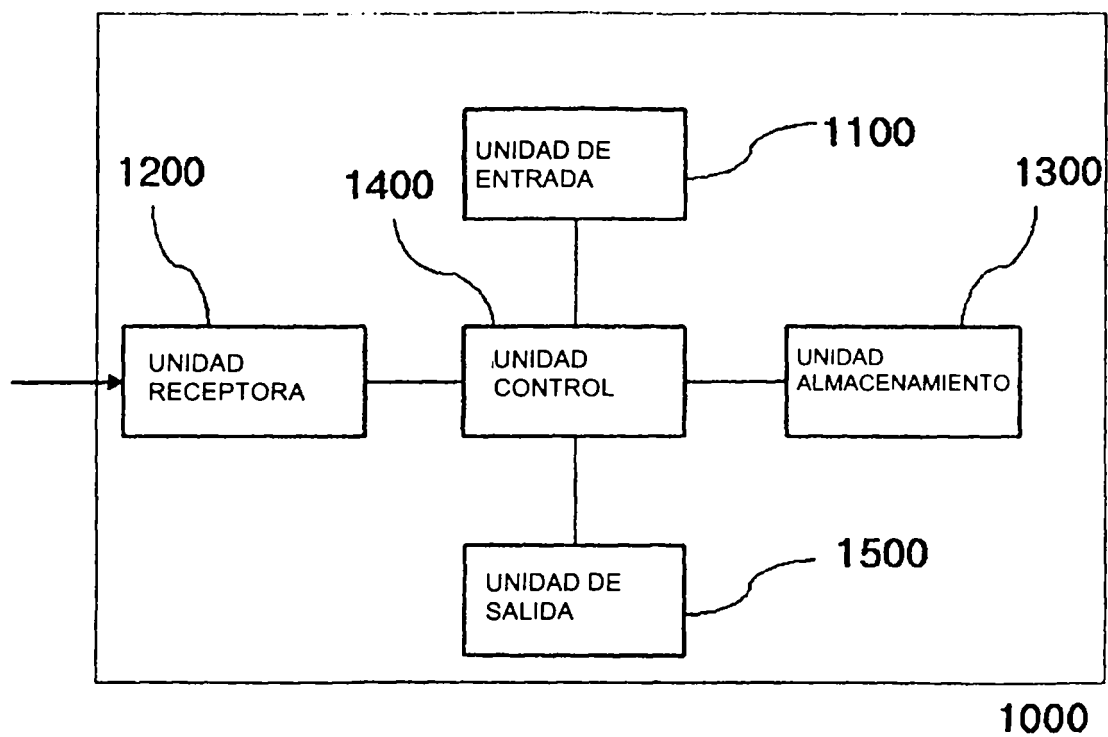 1100
UNIDAD DE
ENTRADA
1200
1400
1300
UNIDAD
RECEPTORA
UNIDAD
CONTROL
UNIDAD
ALMACENAMIENTO
1500
UNIDAD DE
SALIDA
1000